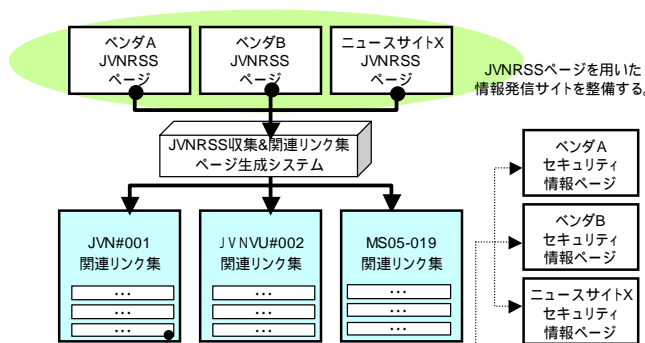 ベンダA
JVNRSS
ページ
ベンダB
JVNRSS
ページ
ニュースサイトX
JVNRSS
ページ
JVNRSSページを用いた
情報発信サイトを整備する。
JVNRSS収集&関連リンク集
ページ生成システム
JVN#001
関連リンク集
...
...
...
JVNVU#002
関連リンク集
...
...
...
MS05-019
関連リンク集
...
...
...
ベンダA
セキュリティ
情報ページ
ベンダB
セキュリティ
情報ページ
ニュースサイトX
セキュリティ
情報ページ